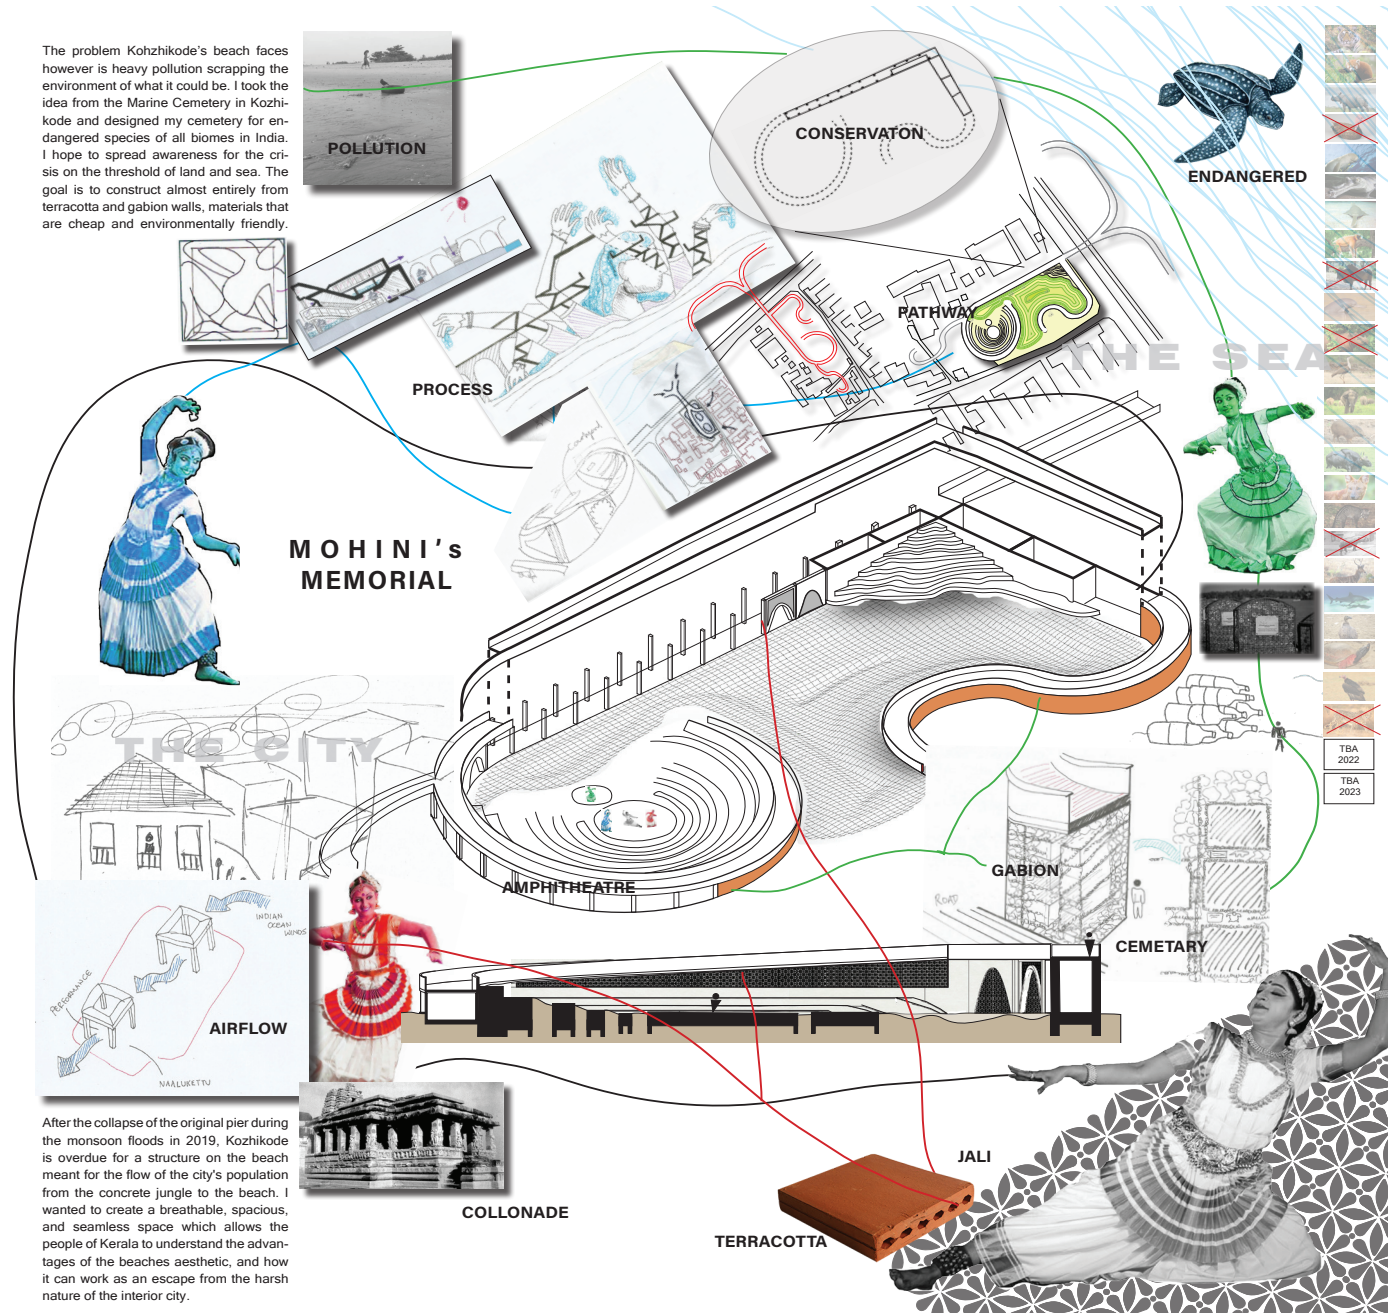 The problem Kohzhikode's beach faces
however is heavy pollution scrapping the
environment of what it could be. I took the
idea from the Marine Cemetery in Kozhi-
kode and designed my cemetery for en-
dangered species of all biomes in India.
I hope to spread awareness for the cri-
sis on the threshold of land and sea. The
goal is to construct almost entirely from
terracotta and gabion walls, materials that
are cheap and environmentally friendly.
POLLUTION
CONSERVATON
ENDANGERED
PATHWAY
THE SEA
PROCESS
MOHINI's
MEMORIAL
THE CITY
TBA
2022
TBA
2023
AMPHITHEATRE
GABION
ROAD
CEMETARY
INDIAN
OCEAN
WINDS
PERFORMANCE
AIRFLOW
NAALUKETTU
After the collapse of the original pier during
the monsoon floods in 2019, Kozhikode
is overdue for a structure on the beach
meant for the flow of the city's population
from the concrete jungle to the beach. I
wanted to create a breathable, spacious,
and seamless space which allows the
people of Kerala to understand the advan-
tages of the beaches aesthetic, and how
it can work as an escape from the harsh
nature of the interior city.
COLLONADE
JALI
TERRACOTTA